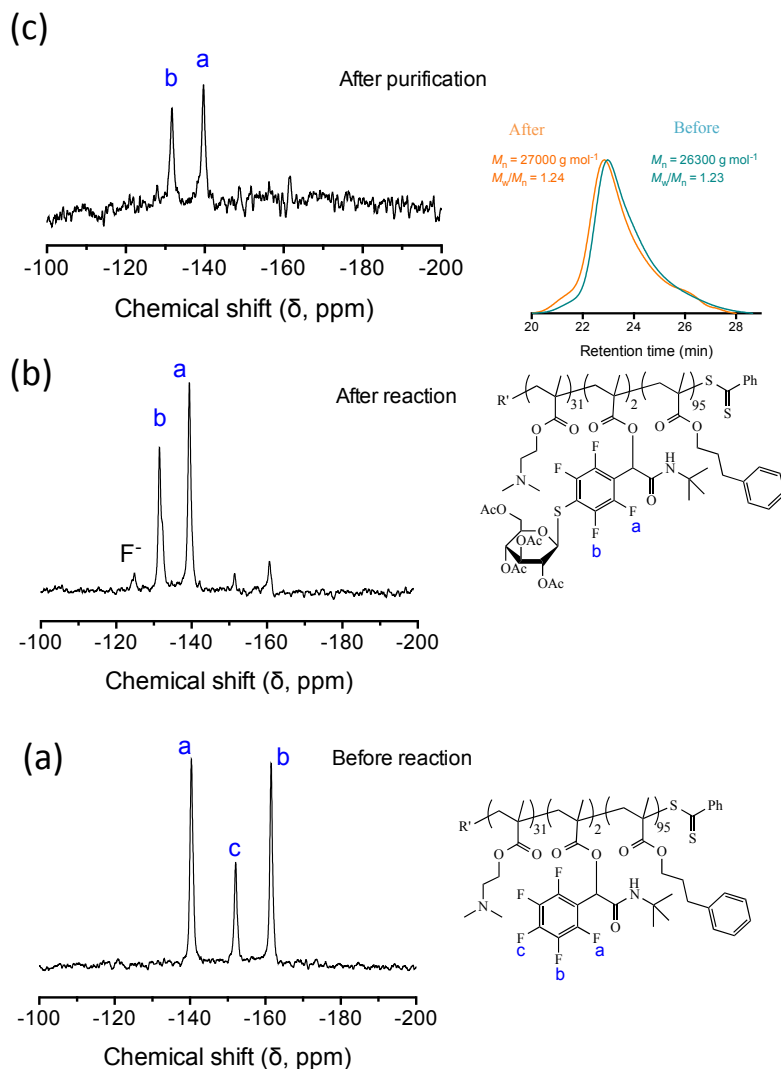 (c)
b
a
After purification
After
Before
Mn = 27000 g mol-1
Mw/Mn = 1.24
Mn = 26300 g mol-1
Mw/Mn = 1.23
-100 -120 -140 -160 -180 -200
Chemical shift (δ, ppm)
20 22 24 26 28
Retention time (min)
(b)
a
b
After reaction
F-
-100 -120 -140 -160 -180 -200
Chemical shift (δ, ppm)
R' 31 2 95 S Ph
S
O O O
O O O
H
N
N
O
F F
F F
a
b
S
AcO
O
AcO
OAc
OAc
(a)
a
b
c
Before reaction
-100 -120 -140 -160 -180 -200
Chemical shift (δ, ppm)
R' 31 2 95 S Ph
S
O O O
O O O
H
N
N
O
F F
F F
F
c
a
b